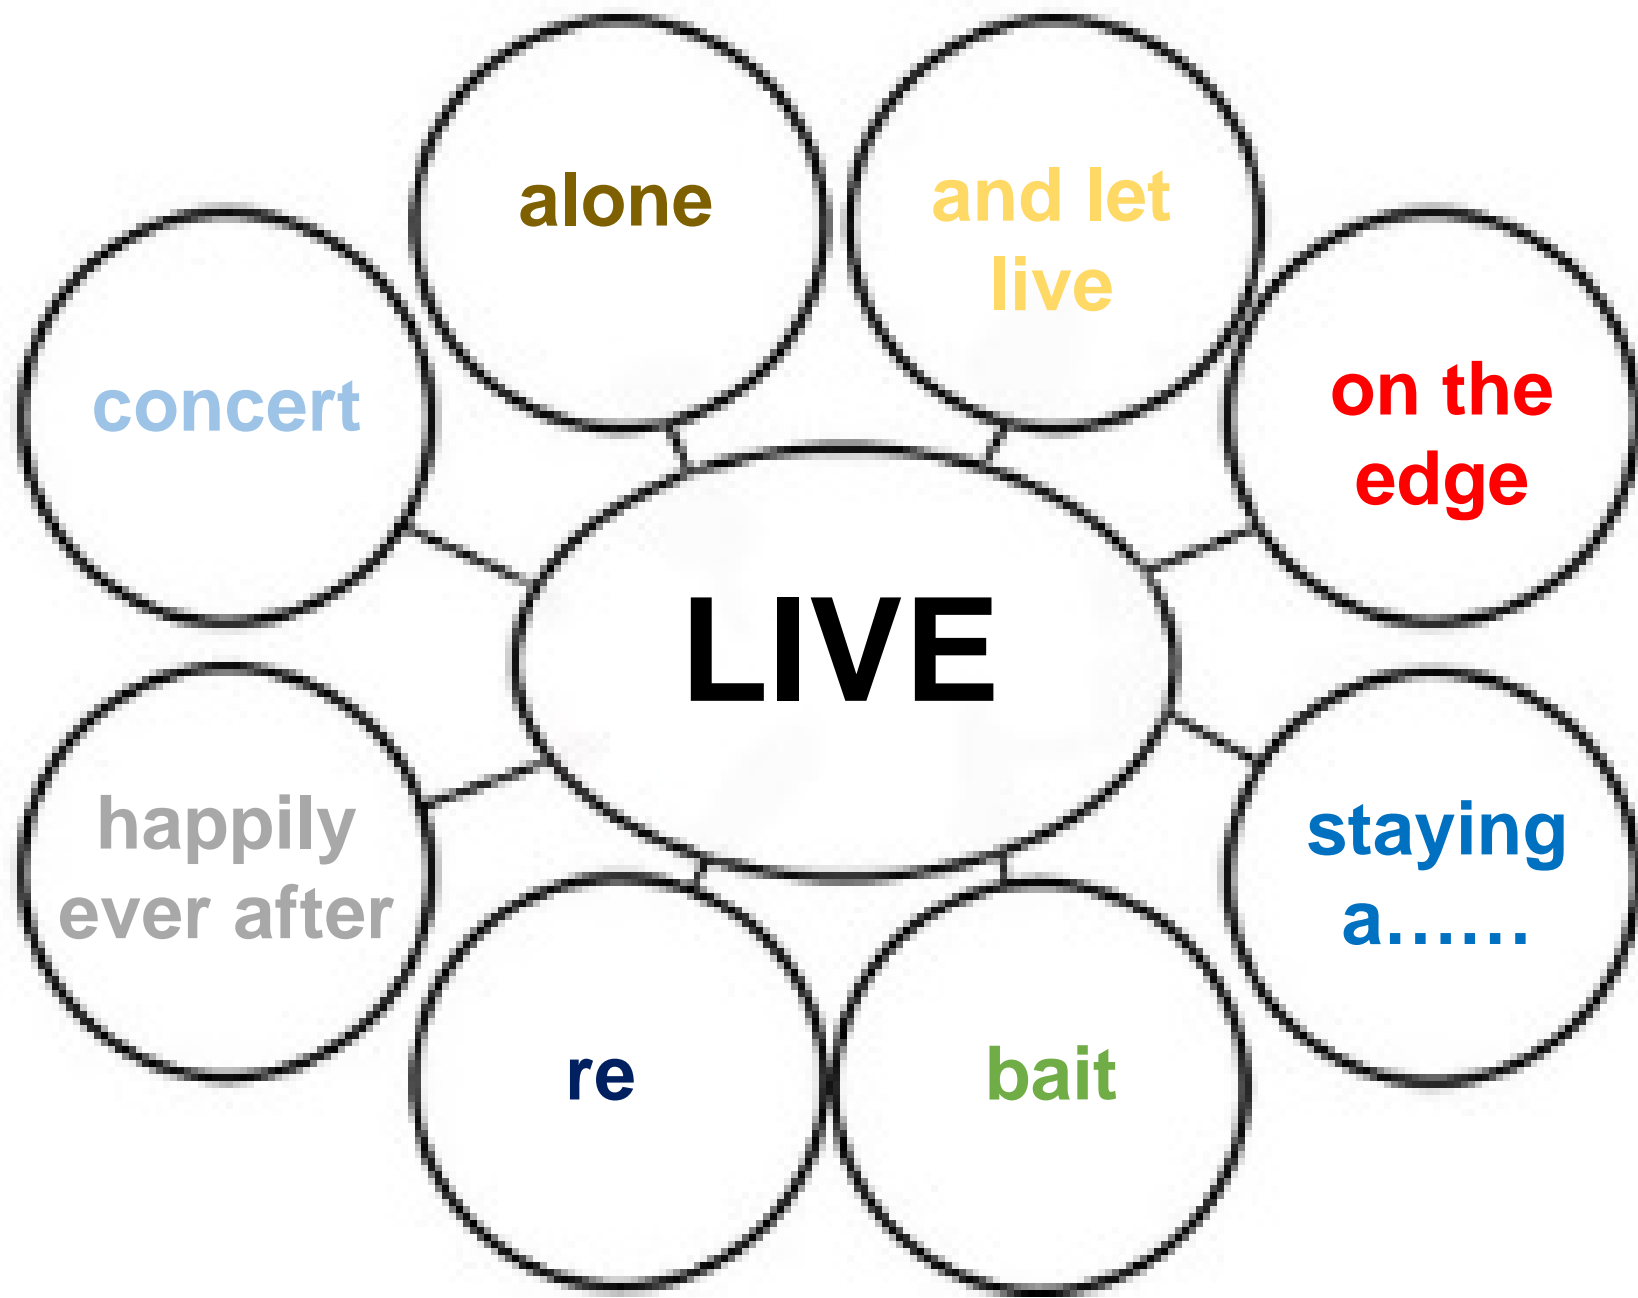 alone
and let
live
concert
on the
edge
LIVE
happily
ever after
staying
a......
re
bait